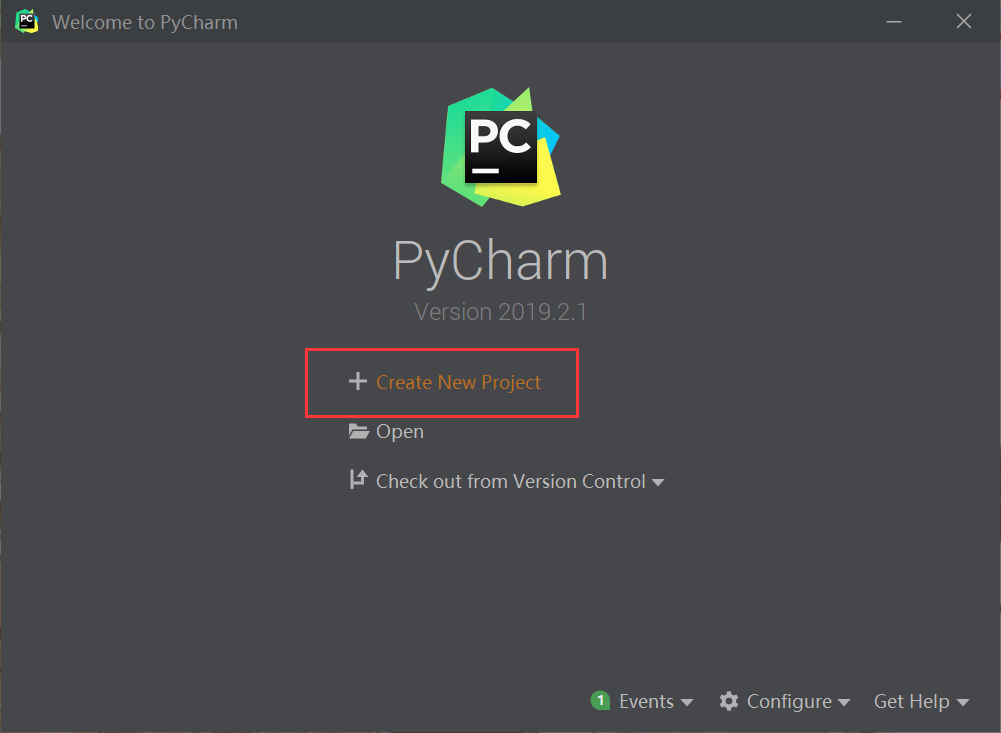 PC Welcome to PyCharm
PC
PyCharm
Version 2019.2.1
Create New Project
Open
Check out from Version Control
1 Events Configure Get Help